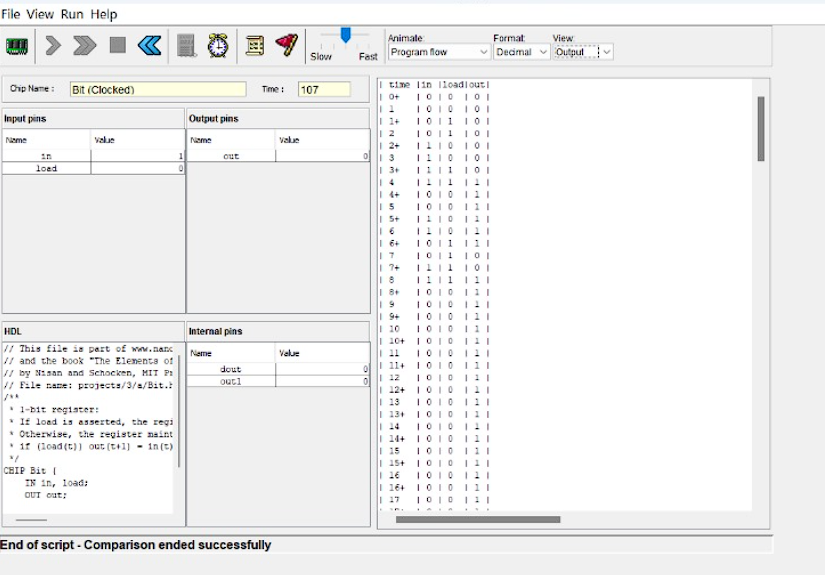 File View Run Help
Slow Fast
Animate: Format: View:
Program flow Decimal Output
Chip Name : Bit (Clocked) Time : 107
Input pins
Name Value
in 1
load 0
Output pins
Name Value
out 0
HDL
// This file is part of www.nand
// and the book "The Elements of
// by Nisan and Schocken, MIT Pr
// File name: projects/3/a/Bit.h
/**
* 1-bit register:
* If load is asserted, the regi
* Otherwise, the register maint
* if (load(t)) out(t+1) = in(t)
*/
CHIP Bit {
IN in, load;
OUT out;
Internal pins
Name Value
dout 0
out1 0
| time |in |load|out|
| 0+ | 0 | 0 | 0 |
| 1 | 0 | 0 | 0 |
| 1+ | 0 | 1 | 0 |
| 2 | 0 | 1 | 0 |
| 2+ | 1 | 0 | 0 |
| 3 | 1 | 0 | 0 |
| 3+ | 1 | 1 | 0 |
| 4 | 1 | 1 | 1 |
| 4+ | 0 | 0 | 1 |
| 5 | 0 | 0 | 1 |
| 5+ | 1 | 0 | 1 |
| 6 | 1 | 0 | 1 |
| 6+ | 0 | 1 | 1 |
| 7 | 0 | 1 | 0 |
| 7+ | 1 | 1 | 0 |
| 8 | 1 | 1 | 1 |
| 8+ | 0 | 0 | 1 |
| 9 | 0 | 0 | 1 |
| 9+ | 0 | 0 | 1 |
| 10 | 0 | 0 | 1 |
| 10+ | 0 | 0 | 1 |
| 11 | 0 | 0 | 1 |
| 11+ | 0 | 0 | 1 |
| 12 | 0 | 0 | 1 |
| 12+ | 0 | 0 | 1 |
| 13 | 0 | 0 | 1 |
| 13+ | 0 | 0 | 1 |
| 14 | 0 | 0 | 1 |
| 14+ | 0 | 0 | 1 |
| 15 | 0 | 0 | 1 |
| 15+ | 0 | 0 | 1 |
| 16 | 0 | 0 | 1 |
| 16+ | 0 | 0 | 1 |
| 17 | 0 | 0 | 1 |
End of script - Comparison ended successfully